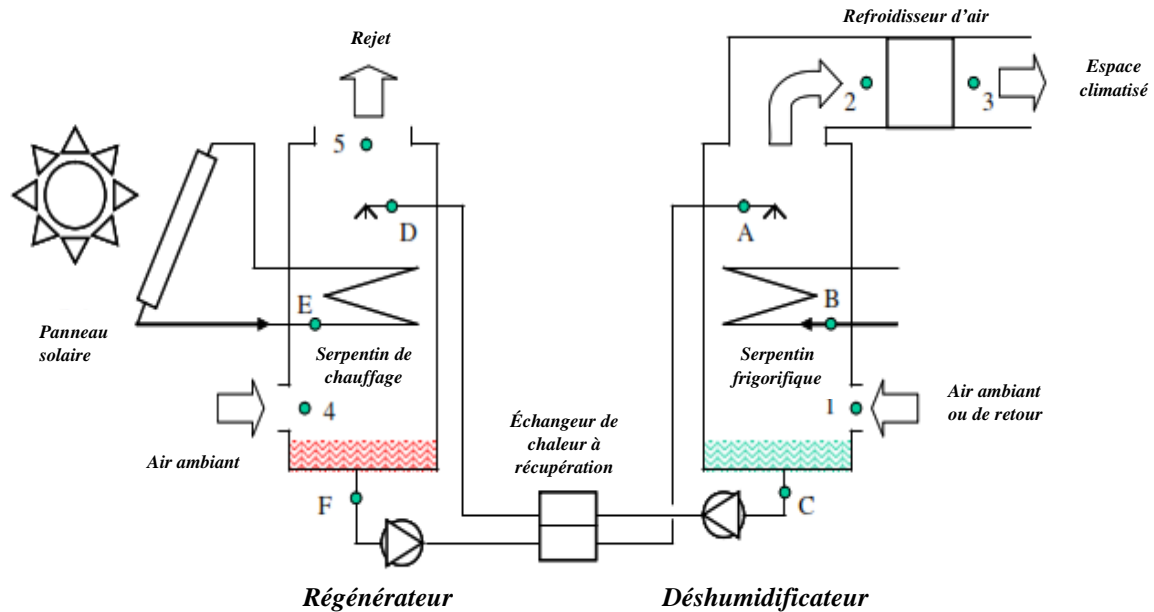 Refroidisseur d'air
Rejet
Espace
climatisé
2
3
5
D
A
E
B
Panneau
solaire
Serpentin de
chauffage
Serpentin
frigorifique
4
1
Air ambiant
ou de retour
Air ambiant
Échangeur de
chaleur à
récupération
F
C
Régénérateur
Déshumidificateur